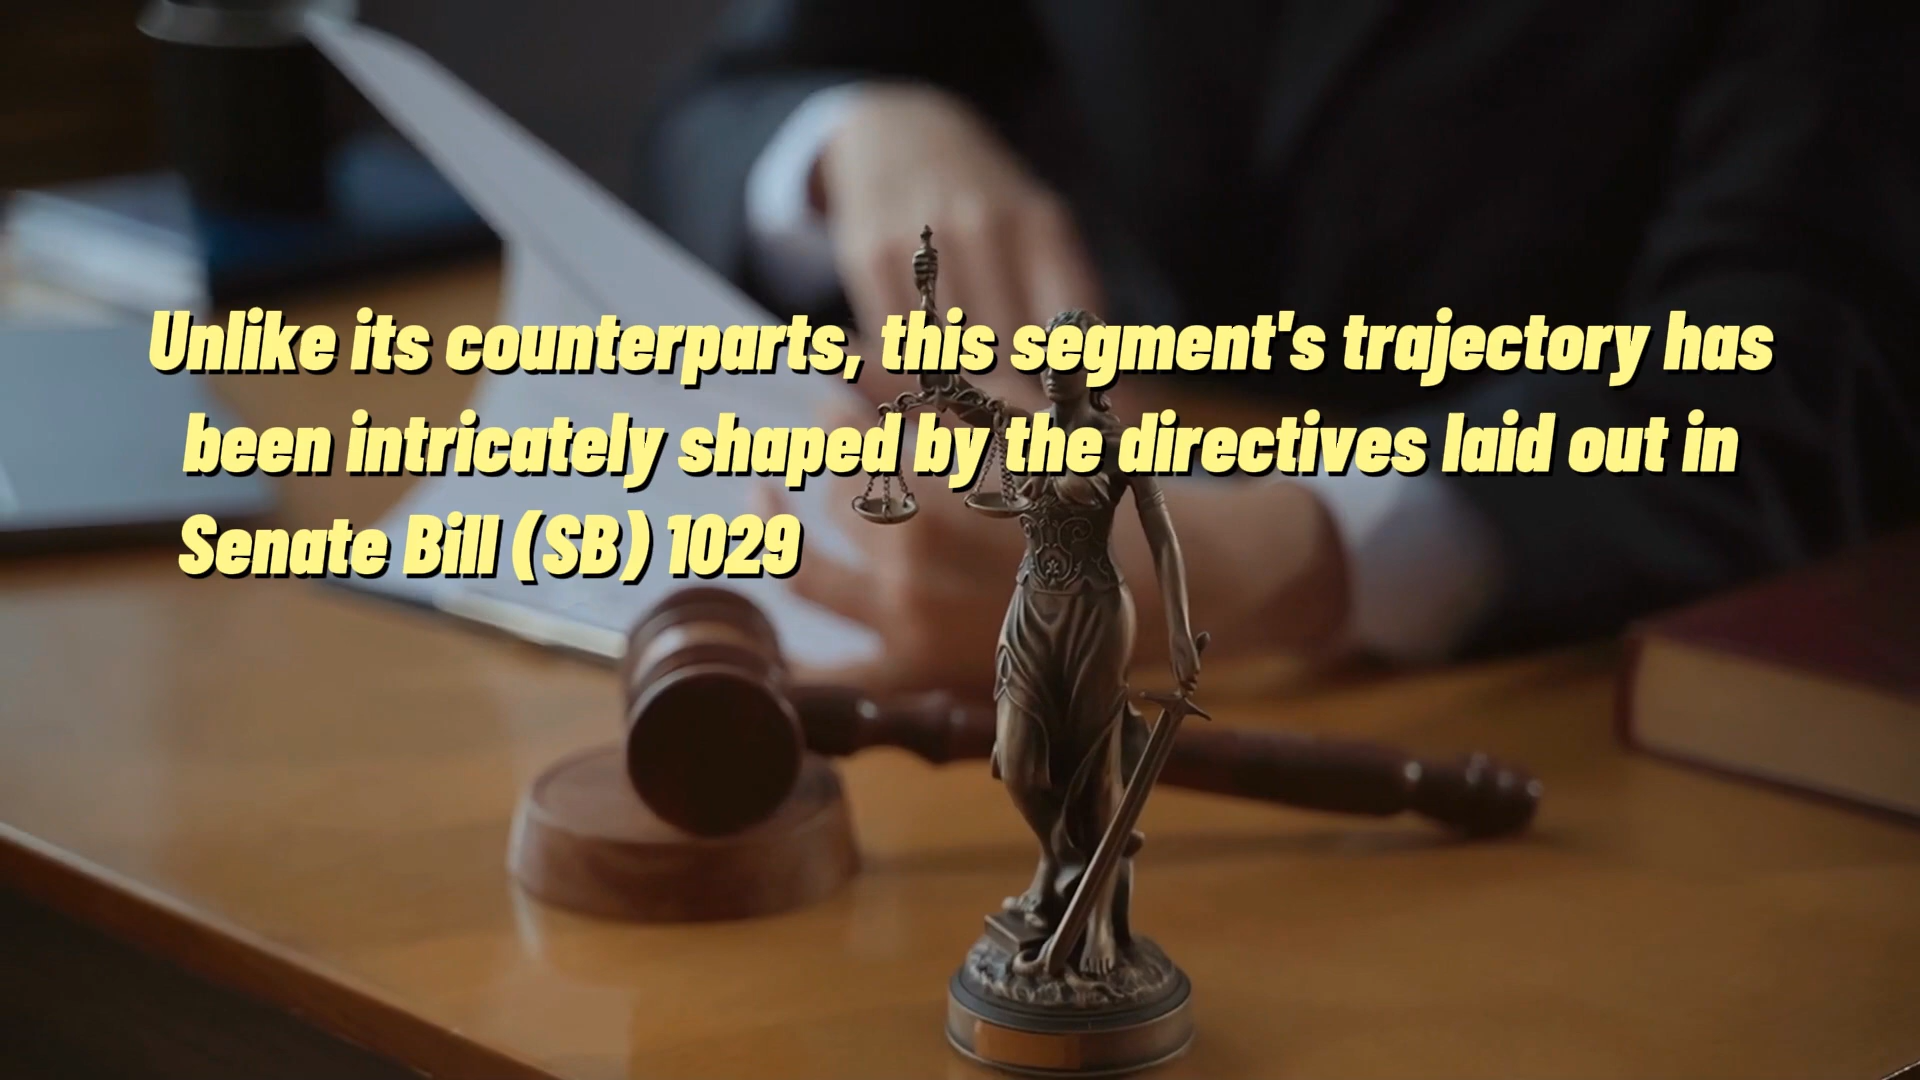 Unlike its counterparts, this segment's trajectory has
been intricately shaped by the directives laid out in
Senate Bill (SB) 1029